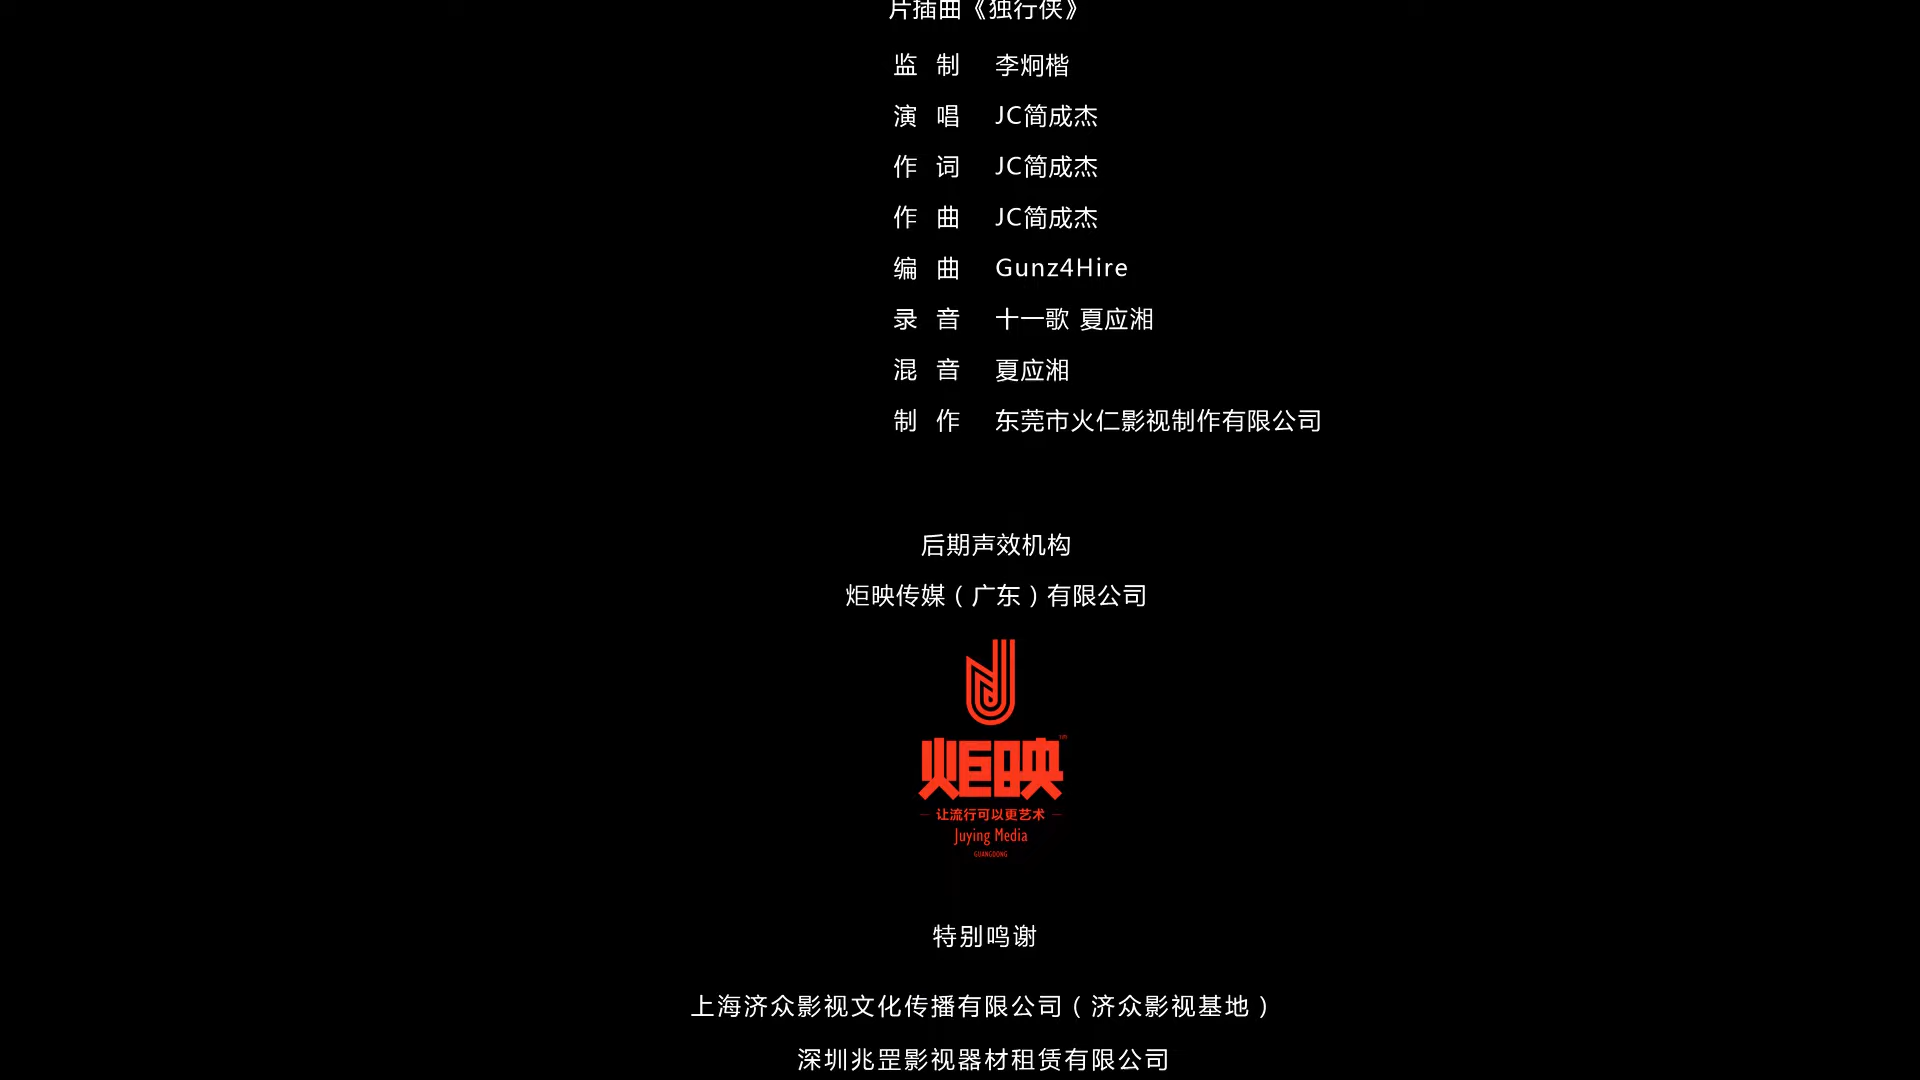 片插曲《独行侠》
监 制 李炯楷
演 唱 JC简成杰
作 词 JC简成杰
作 曲 JC简成杰
编 曲 Gunz4Hire
录 音 十一歌 夏应湘
混 音 夏应湘
制 作 东莞市火仁影视制作有限公司
后期声效机构
炬映传媒（广东）有限公司
炬映 TM
让流行可以更艺术
Juying Media
GUANGDONG
特别鸣谢
上海济众影视文化传播有限公司（济众影视基地）
深圳兆罡影视器材租赁有限公司